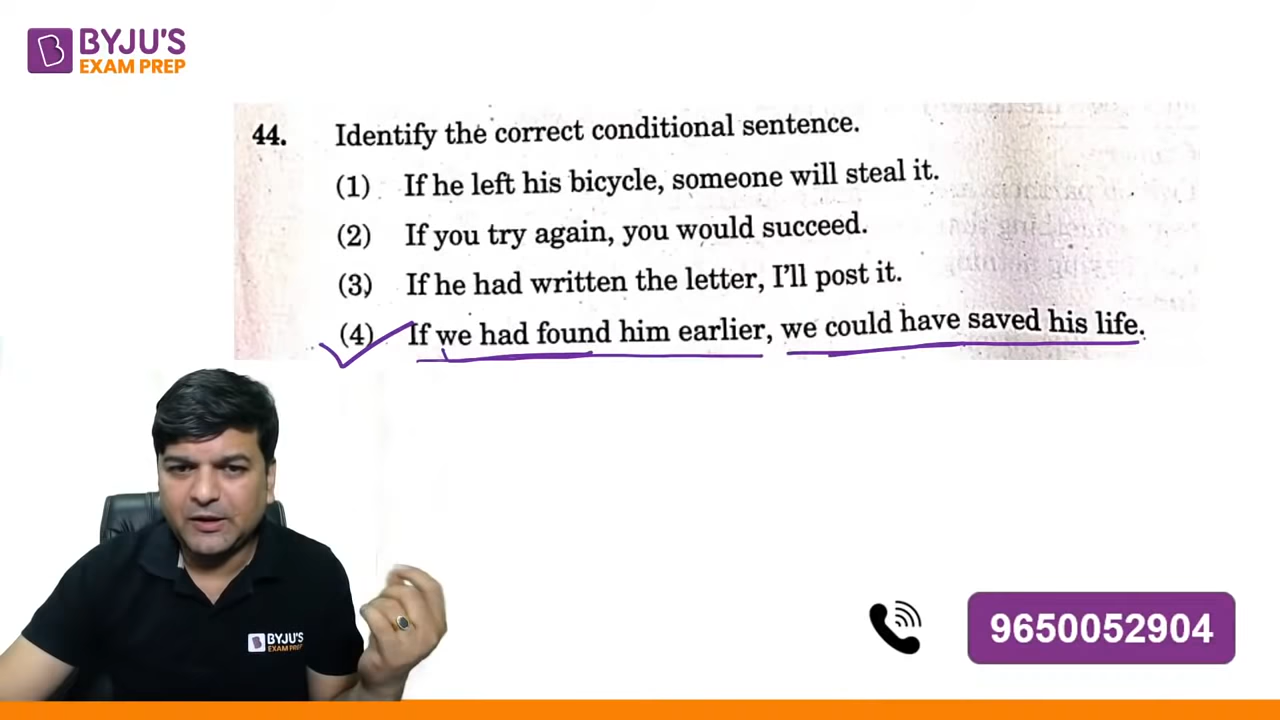 BYJU'S
EXAM PREP
44. Identify the correct conditional sentence.
(1) If he left his bicycle, someone will steal it.
(2) If you try again, you would succeed.
(3) If he had written the letter, I'll post it.
(4) If we had found him earlier, we could have saved his life.
BYJU'S
EXAM PREP
9650052904